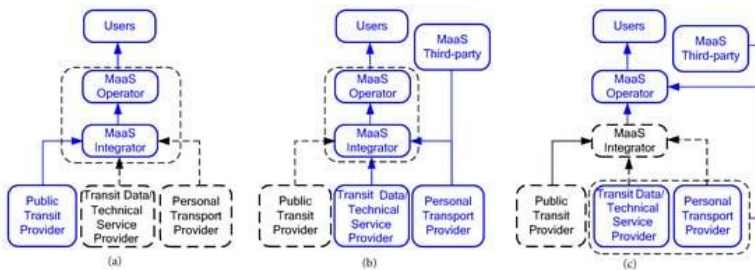 Users
MaaS
Operator
MaaS
Integrator
Public
Transit
Provider
Transit Data/
Technical
Service
Provider
Personal
Transport
Provider
(a)
Users
MaaS
Third-party
MaaS
Operator
MaaS
Integrator
Public
Transit
Provider
Transit Data/
Technical
Service
Provider
Personal
Transport
Provider
(b)
Users
MaaS
Third-party
MaaS
Operator
MaaS
Integrator
Public
Transit
Provider
Transit Data/
Technical
Service
Provider
Personal
Transport
Provider
(c)